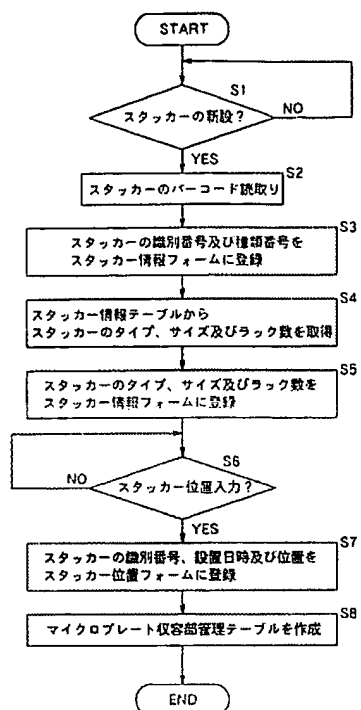 START
S1
スタッカーの新設?
NO
YES
S2
スタッカーのバーコード読取り
S3
スタッカーの識別番号及び種類番号を
スタッカー情報フォームに登録
S4
スタッカー情報テーブルから
スタッカーのタイプ、サイズ及びラック数を取得
S5
スタッカーのタイプ、サイズ及びラック数を
スタッカー情報フォームに登録
S6
NO
スタッカー位置入力?
YES
S7
スタッカーの識別番号、設置日時及び位置を
スタッカー位置フォームに登録
S8
マイクロプレート収容部管理テーブルを作成
END